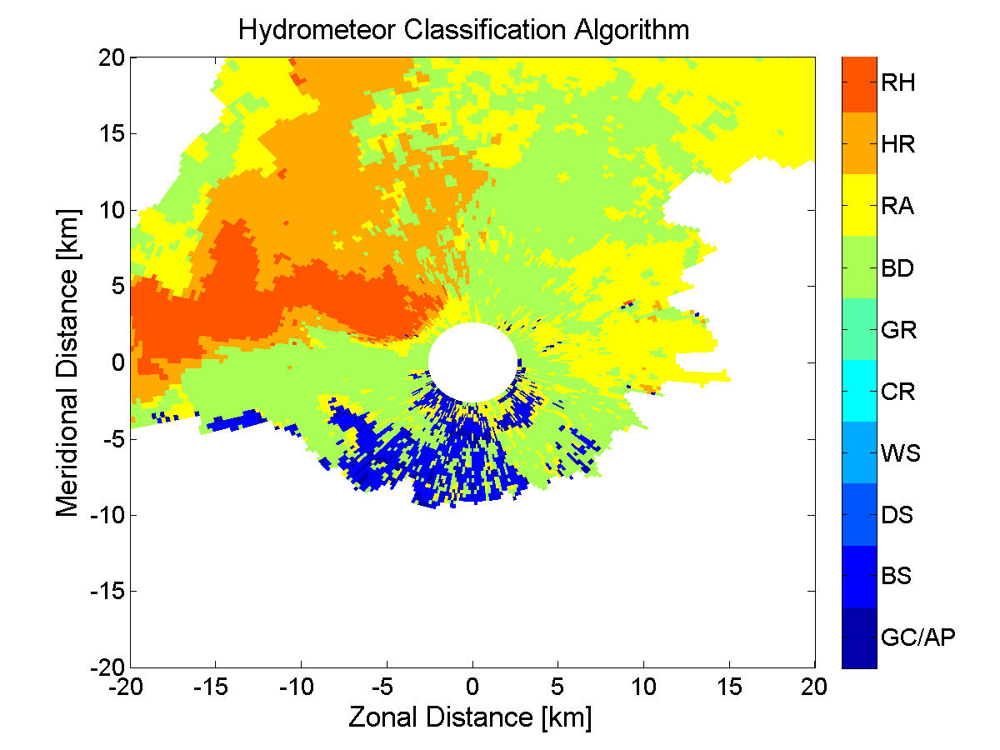 Hydrometeor Classification Algorithm
20
15
10
5
0
-5
-10
-15
-20
Meridional Distance [km]
-20 -15 -10 -5 0 5 10 15 20
Zonal Distance [km]
RH
HR
RA
BD
GR
CR
WS
DS
BS
GC/AP